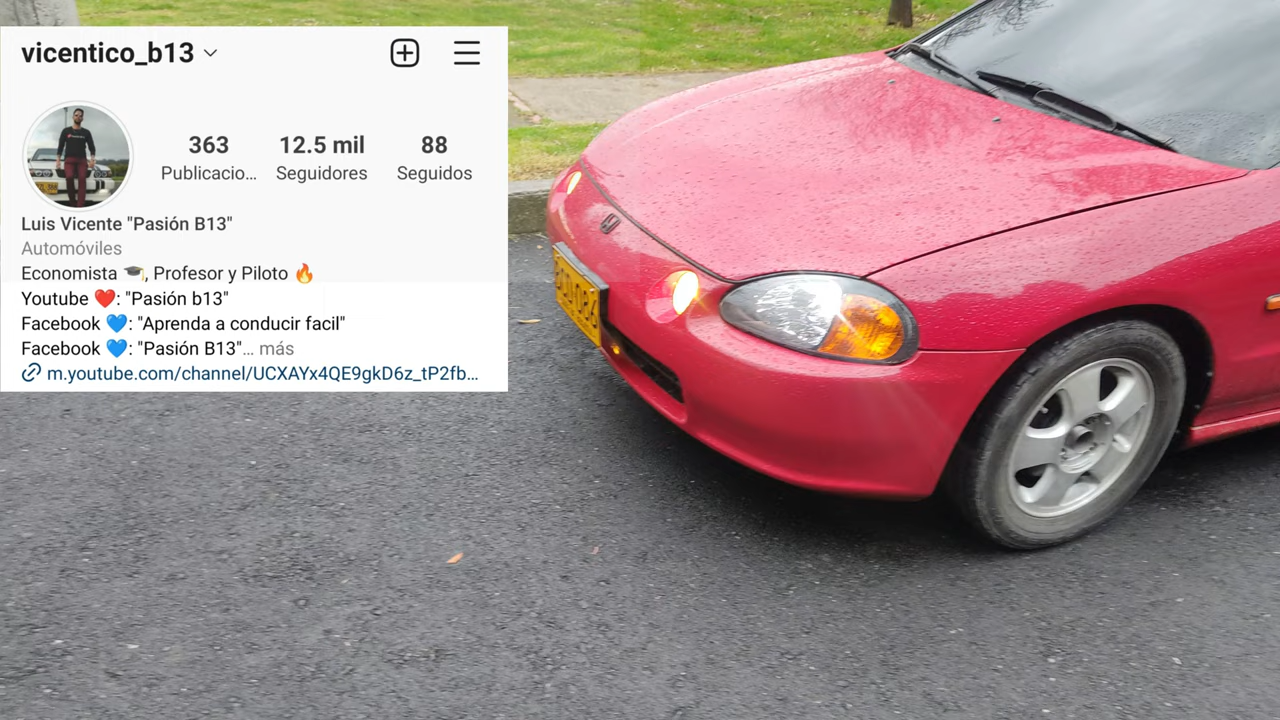 vicentico_b13
363
12.5 mil
88
Publicacio...
Seguidores
Seguidos
Luis Vicente "Pasión B13"
Automóviles
Economista 🎓, Profesor y Piloto 🔥
Youtube ❤️: "Pasión b13"
Facebook 💙: "Aprenda a conducir facil"
Facebook 💙: "Pasión B13"... más
m.youtube.com/channel/UCXAYx4QE9gkD6z_tP2fb...